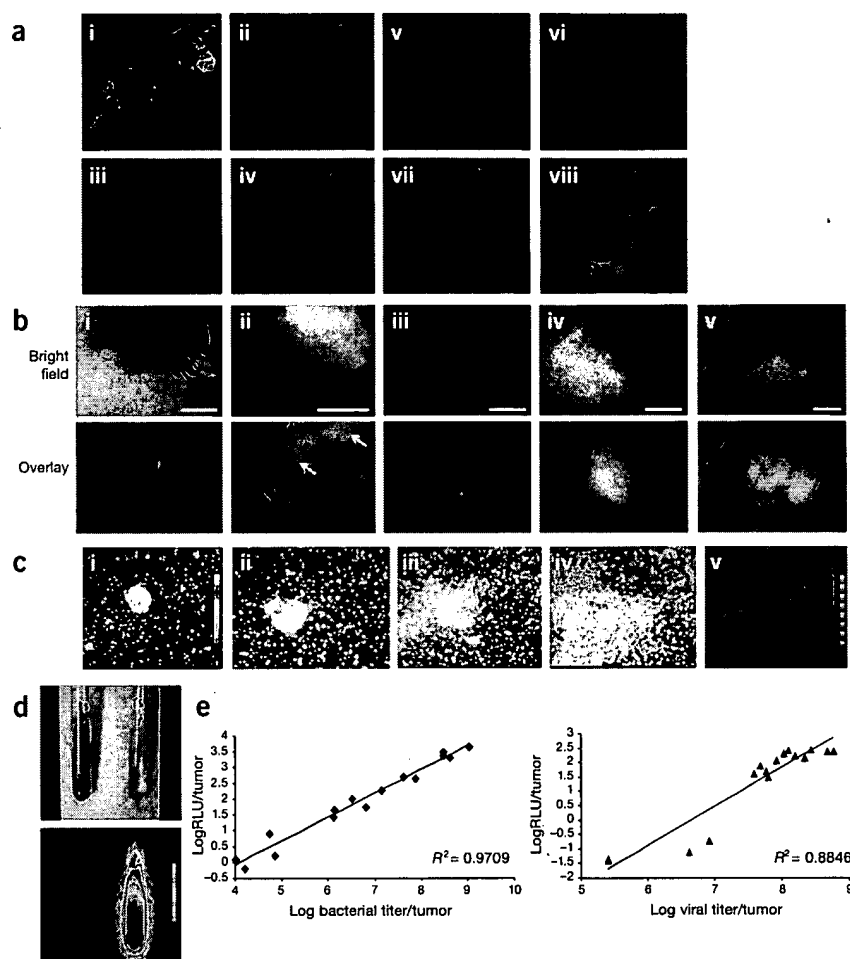 a
i ii v vi
iii iv vii viii
b
i ii iii iv v
Bright
field
Overlay
c
i ii iii iv v
d
e
4
3.5
3
2.5
2
1.5
1
0.5
0
–0.5
LogRLU/tumor
R² = 0.9709
4 5 6 7 8 9 10
Log bacterial titer/tumor
3
2.5
2
1.5
1
0.5
0
–0.5
–1
–1.5
–2
LogRLU/tumor
R² = 0.8846
5 6 7 8 9
Log viral titer/tumor